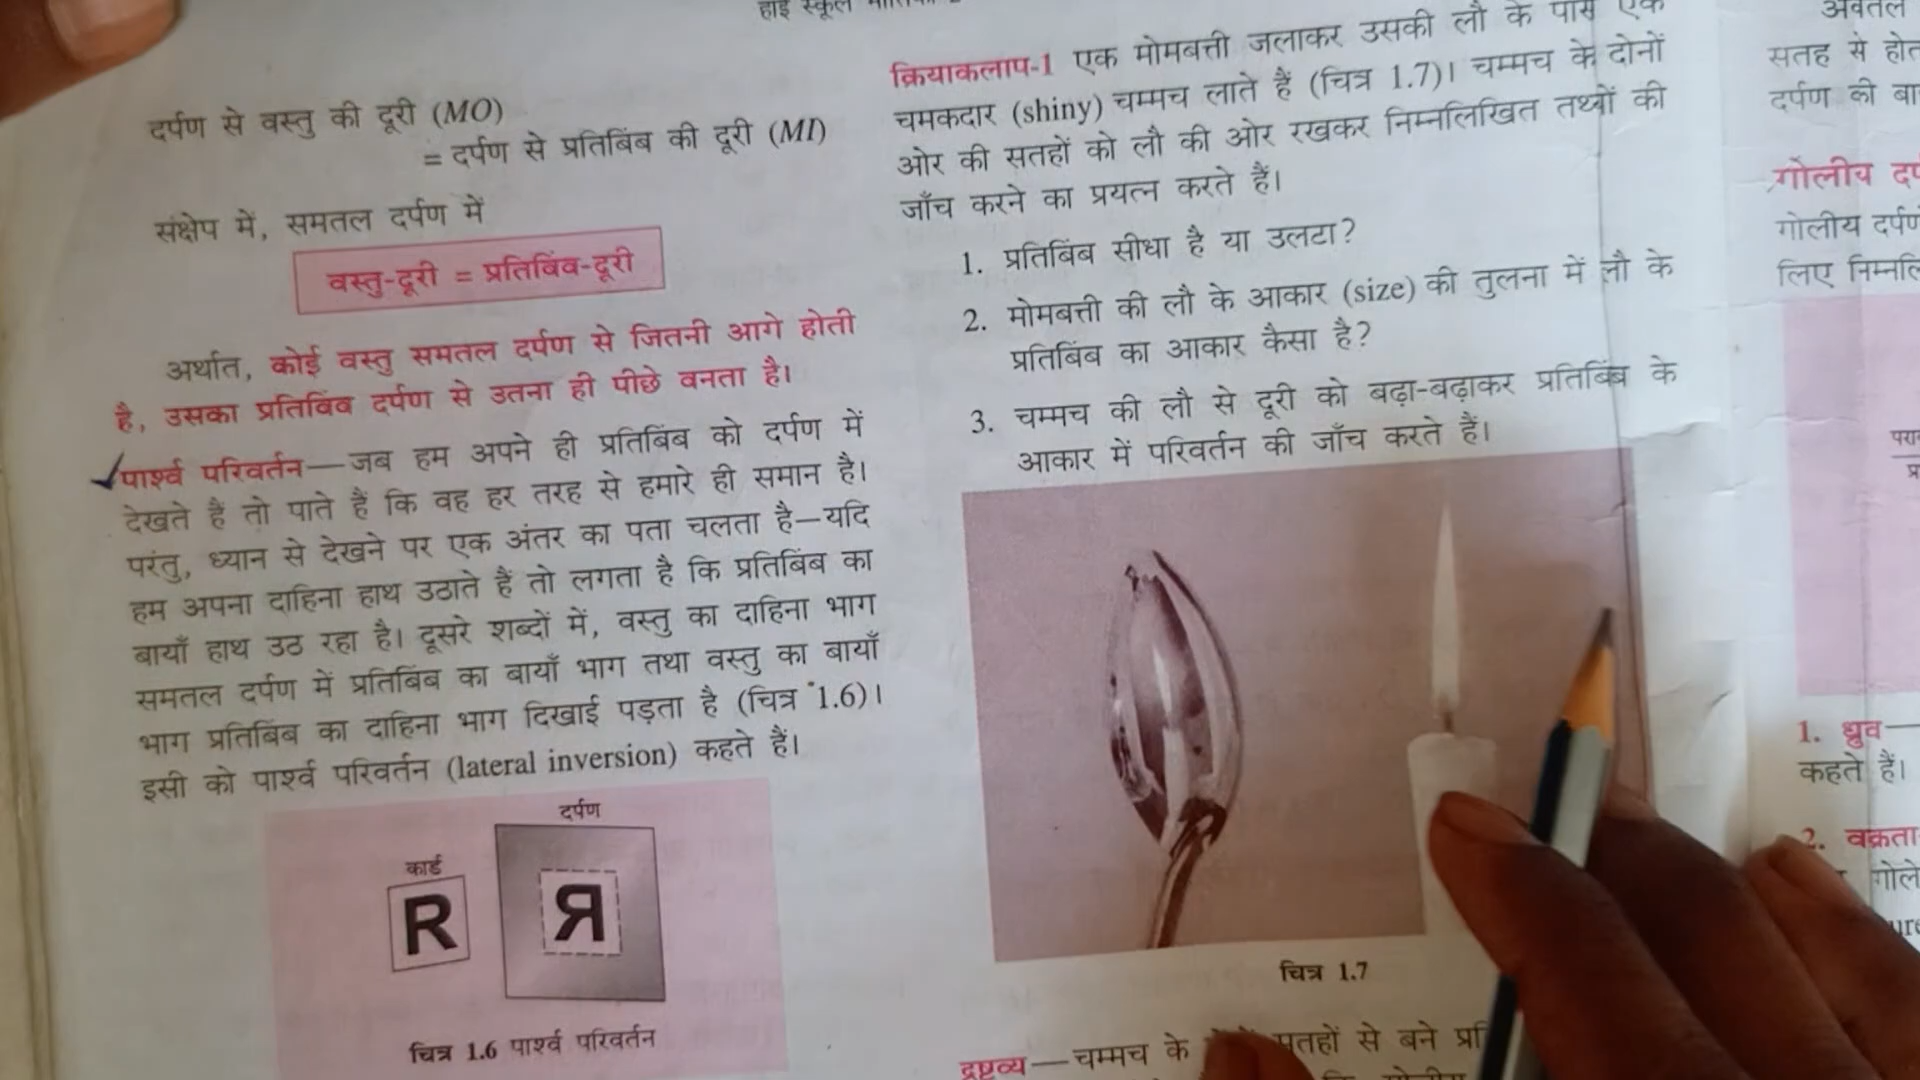 हाई स्कूल
दर्पण से वस्तु की दूरी (MO)
= दर्पण से प्रतिबिंब की दूरी (MI)
संक्षेप में, समतल दर्पण में
वस्तु-दूरी = प्रतिबिंब-दूरी
अर्थात, कोई वस्तु समतल दर्पण से जितनी आगे होती
है, उसका प्रतिबिंब दर्पण से उतना ही पीछे बनता है।
पार्श्व परिवर्तन—जब हम अपने ही प्रतिबिंब को दर्पण में
देखते हैं तो पाते हैं कि वह हर तरह से हमारे ही समान है।
परंतु, ध्यान से देखने पर एक अंतर का पता चलता है—यदि
हम अपना दाहिना हाथ उठाते हैं तो लगता है कि प्रतिबिंब का
बायाँ हाथ उठ रहा है। दूसरे शब्दों में, वस्तु का दाहिना भाग
समतल दर्पण में प्रतिबिंब का बायाँ भाग तथा वस्तु का बायाँ
भाग प्रतिबिंब का दाहिना भाग दिखाई पड़ता है (चित्र 1.6)।
इसी को पार्श्व परिवर्तन (lateral inversion) कहते हैं।
दर्पण
कार्ड
R
Я
चित्र 1.6 पार्श्व परिवर्तन
क्रियाकलाप-1 एक मोमबत्ती जलाकर उसकी लौ के पास एक
चमकदार (shiny) चम्मच लाते हैं (चित्र 1.7)। चम्मच के दोनों
ओर की सतहों को लौ की ओर रखकर निम्नलिखित तथ्यों की
जाँच करने का प्रयत्न करते हैं।
1. प्रतिबिंब सीधा है या उलटा?
2. मोमबत्ती की लौ के आकार (size) की तुलना में लौ के
प्रतिबिंब का आकार कैसा है?
3. चम्मच की लौ से दूरी को बढ़ा-बढ़ाकर प्रतिबिंब के
आकार में परिवर्तन की जाँच करते हैं।
चित्र 1.7
द्रष्टव्य—चम्मच के सतहों से बने
अवतल
सतह से
दर्पण की
गोलीय
गोलीय दर्पण
लिए
1. ध्रुव—
कहते हैं।
2. वक्रता